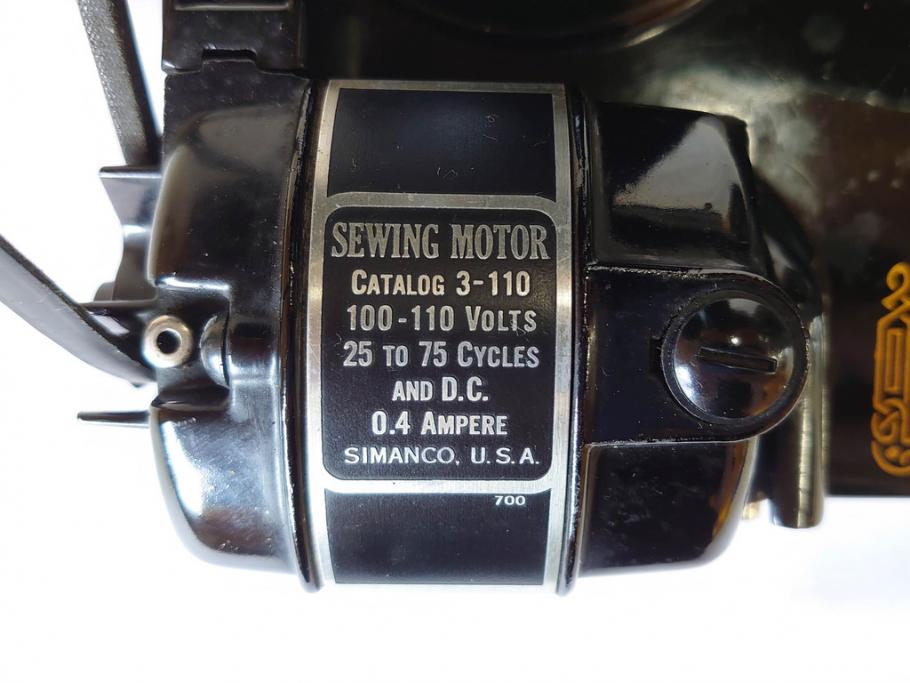 SEWING MOTOR
CATALOG 3-110
100-110 VOLTS
25 TO 75 CYCLES
AND D.C.
0.4 AMPERE
SIMANCO, U.S.A.
700